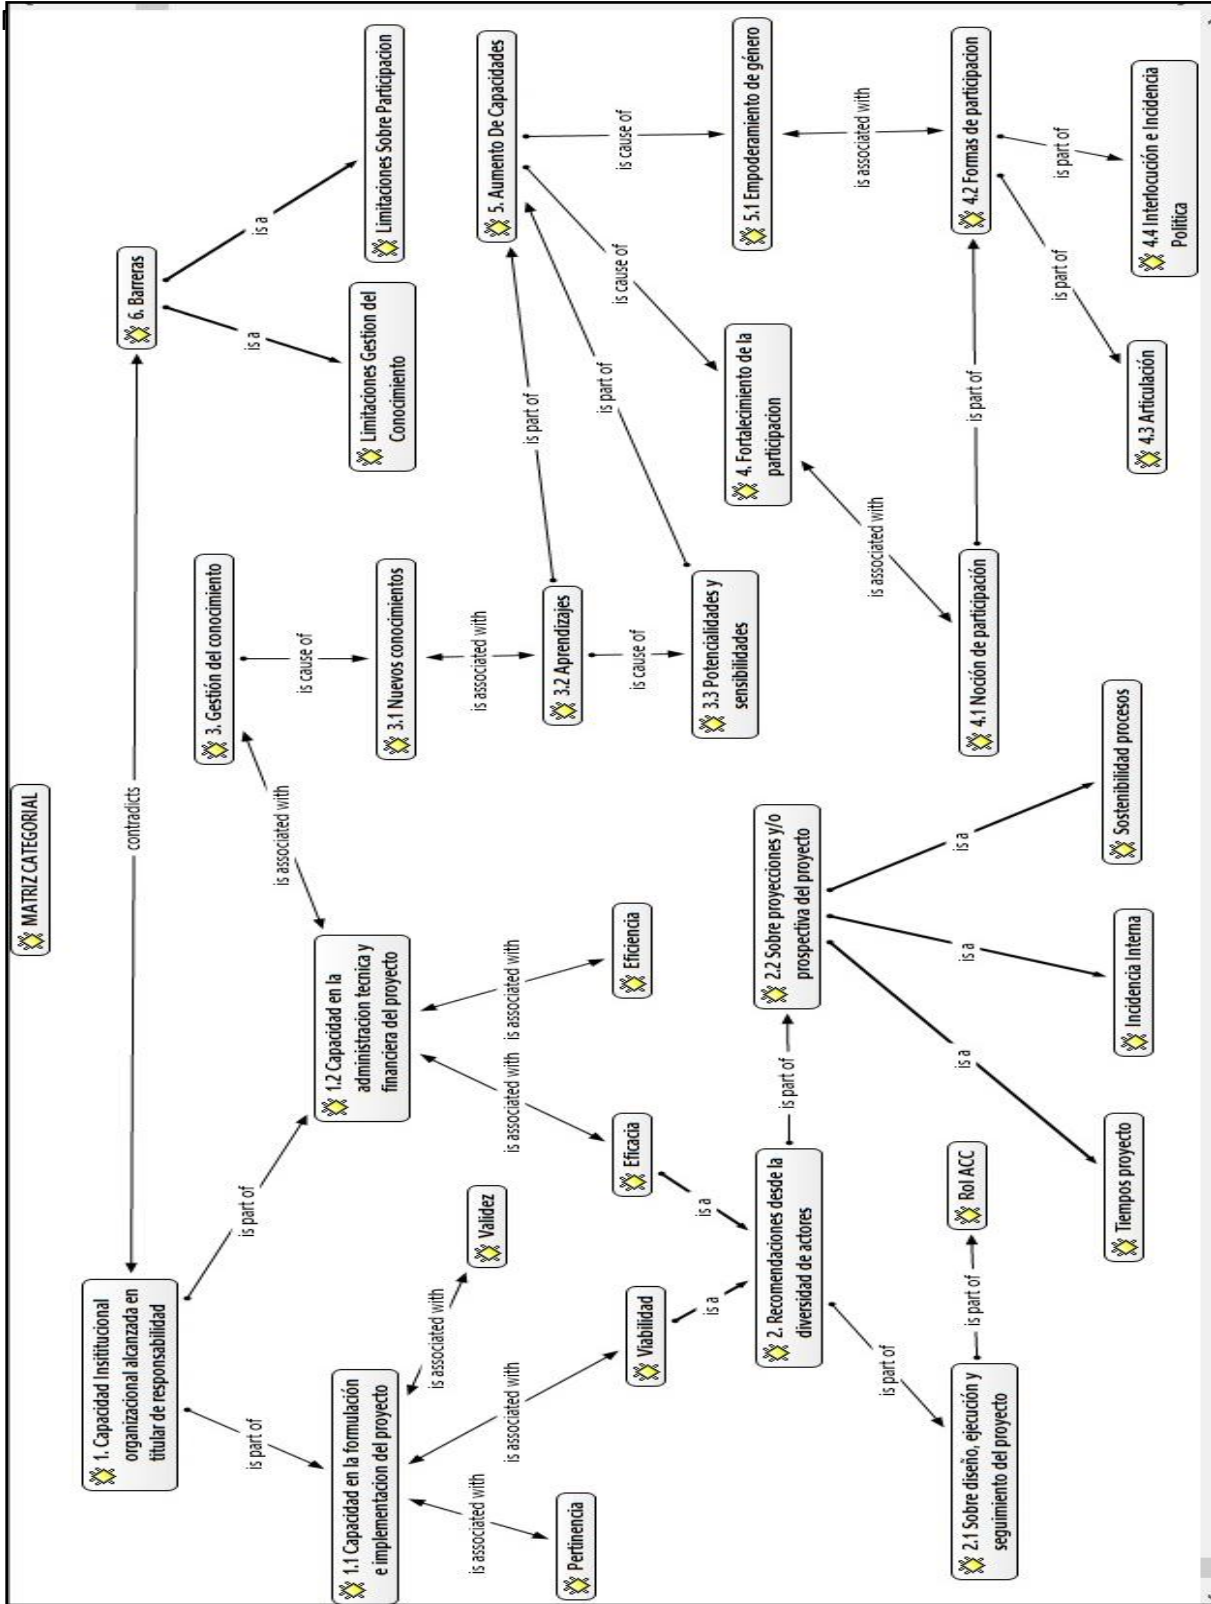 MATRIZ CATEGORIAL
1. Capacidad Insititucional
organizacional alcanzada en
titular de responsabilidad
contradicts
6. Barreras
is part of
is part of
is a
is a
1.1 Capacidad en la formulación
e implementacion del proyecto
1.2 Capacidad en la
administracion tecnica y
financiera del proyecto
is associated with
3. Gestión del conocimiento
Limitaciones Gestion del
Conocimiento
Limitaciones Sobre Participacion
is cause of
3.1 Nuevos conocimientos
is associated with
is associated with
is associated with
Validez
is associated with
is associated with
is associated with
3.2 Aprendizajes
is part of
5. Aumento De Capacidades
Pertinencia
Viabilidad
Eficacia
Eficiencia
is cause of
3.3 Potencialidades y
sensibilidades
is part of
is cause of
is cause of
is a
is a
2. Recomendaciones desde la
diversidad de actores
is part of
2.2 Sobre proyecciones y/o
prospectiva del proyecto
4. Fortalecimiento de la
participacion
5.1 Empoderamiento de género
is part of
is associated with
is associated with
2.1 Sobre diseño, ejecución y
seguimiento del proyecto
is part of
Rol ACC
is a
is a
is a
4.1 Noción de participación
is part of
4.2 Formas de participacion
is part of
is part of
Tiempos proyecto
Incidencia Interna
Sostenibilidad procesos
4.3 Articulación
4.4 Interlocución e Incidencia
Politica